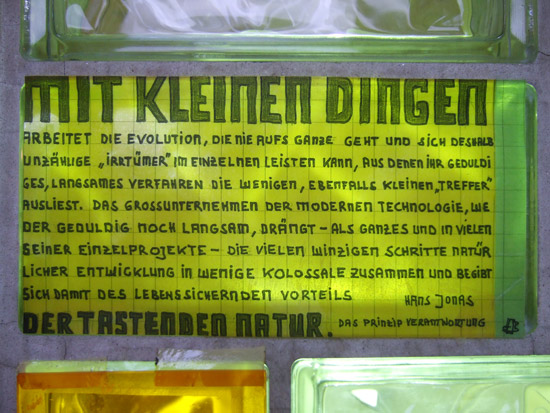 MIT KLEINEN DINGEN
ARBEITET DIE EVOLUTION, DIE NIE AUFS GANZE GEHT UND SICH DESHALB
UNZÄHLIGE „IRRTÜMER" IM EINZELNEN LEISTEN KANN, AUS DENEN IHR GEDULDI
GES, LANGSAMES VERFAHREN DIE WENIGEN, EBENFALLS KLEINEN „TREFFER"
AUSLIEST. DAS GROSSUNTERNEHMEN DER MODERNEN TECHNOLOGIE, WE
DER GEDULDIG NOCH LANGSAM, DRÄNGT – ALS GANZES UND IN VIELEN
SEINER EINZELPROJEKTE – DIE VIELEN WINZIGEN SCHRITTE NATÜR
LICHER ENTWICKLUNG IN WENIGE KOLOSSALE ZUSAMMEN UND BEGIBT
SICH DAMIT DES LEBENSSICHERNDEN VORTEILS
HANS JONAS
DER TASTENDEN NATUR.
DAS PRINZIP VERANTWORTUNG